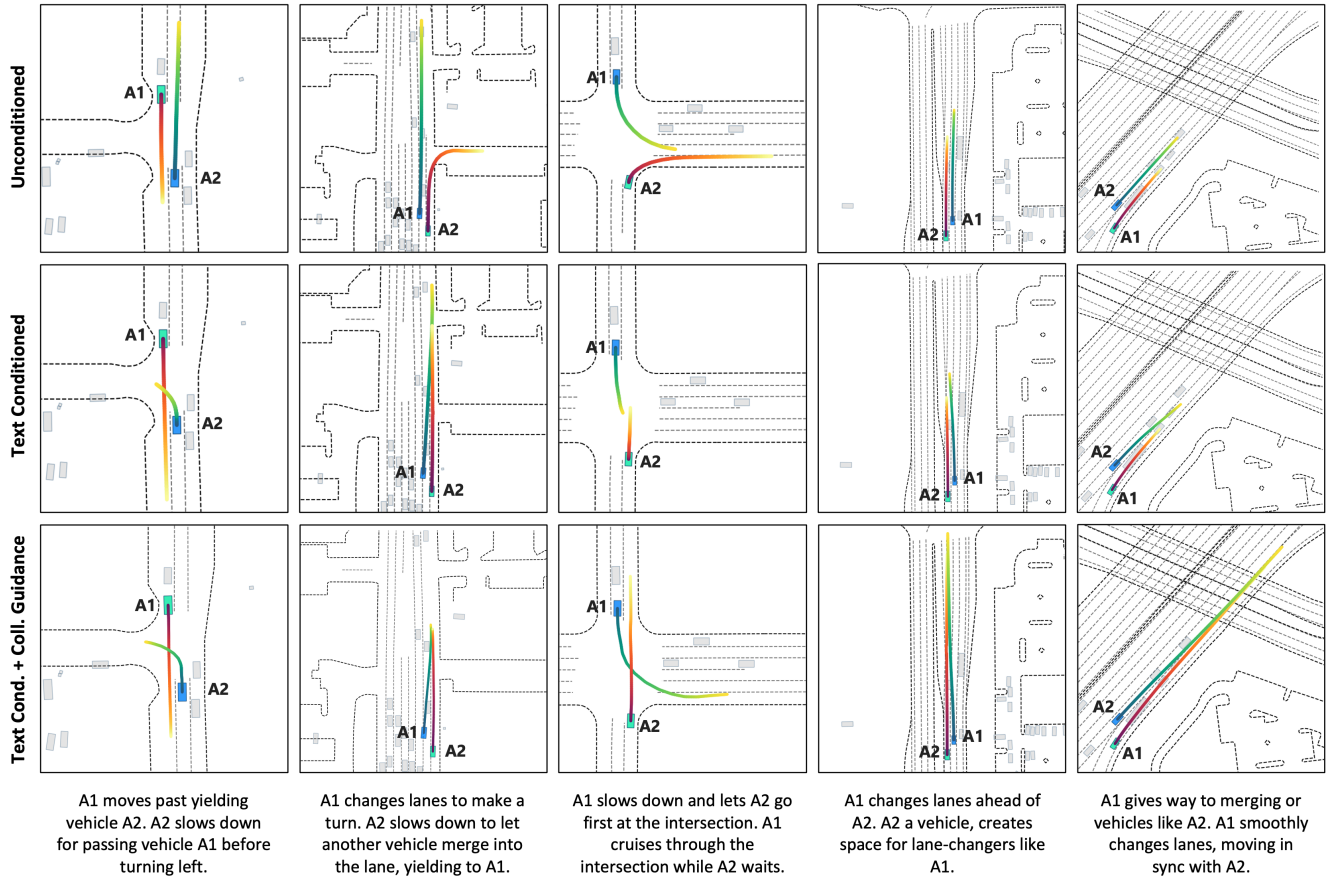 Unconditioned
A1
A2
A1
A2
A1
A2
A2
A1
A2
A1
Text Conditioned
A1
A2
A1
A2
A1
A2
A2
A1
A2
A1
Text Cond. + Coll. Guidance
A1
A2
A1
A2
A1
A2
A2
A1
A2
A1
A1 moves past yielding
vehicle A2. A2 slows down
for passing vehicle A1 before
turning left.
A1 changes lanes to make a
turn. A2 slows down to let
another vehicle merge into
the lane, yielding to A1.
A1 slows down and lets A2 go
first at the intersection. A1
cruises through the
intersection while A2 waits.
A1 changes lanes ahead of
A2. A2 a vehicle, creates
space for lane-changers like
A1.
A1 gives way to merging or
vehicles like A2. A1 smoothly
changes lanes, moving in
sync with A2.